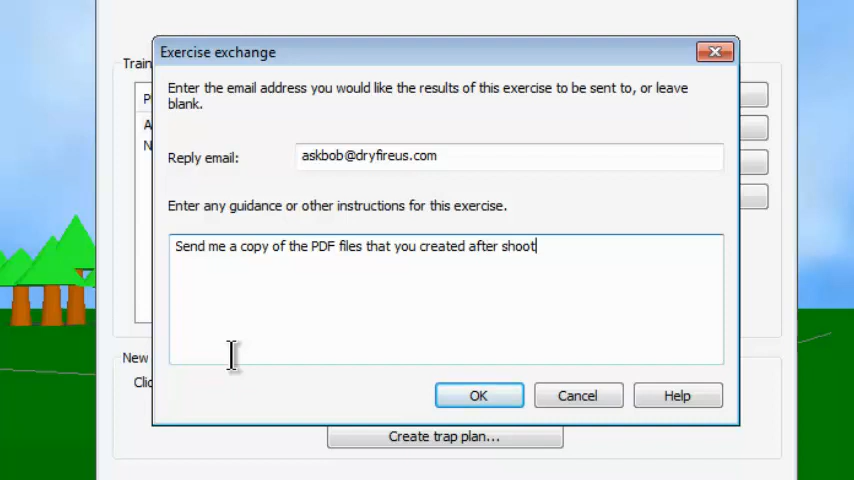 Exercise exchange
Train
Enter the email address you would like the results of this exercise to be sent to, or leave
blank.
Reply email: askbob@dryfireus.com
Enter any guidance or other instructions for this exercise.
Send me a copy of the PDF files that you created after shoot
New
Clic
OK Cancel Help
Create trap plan...